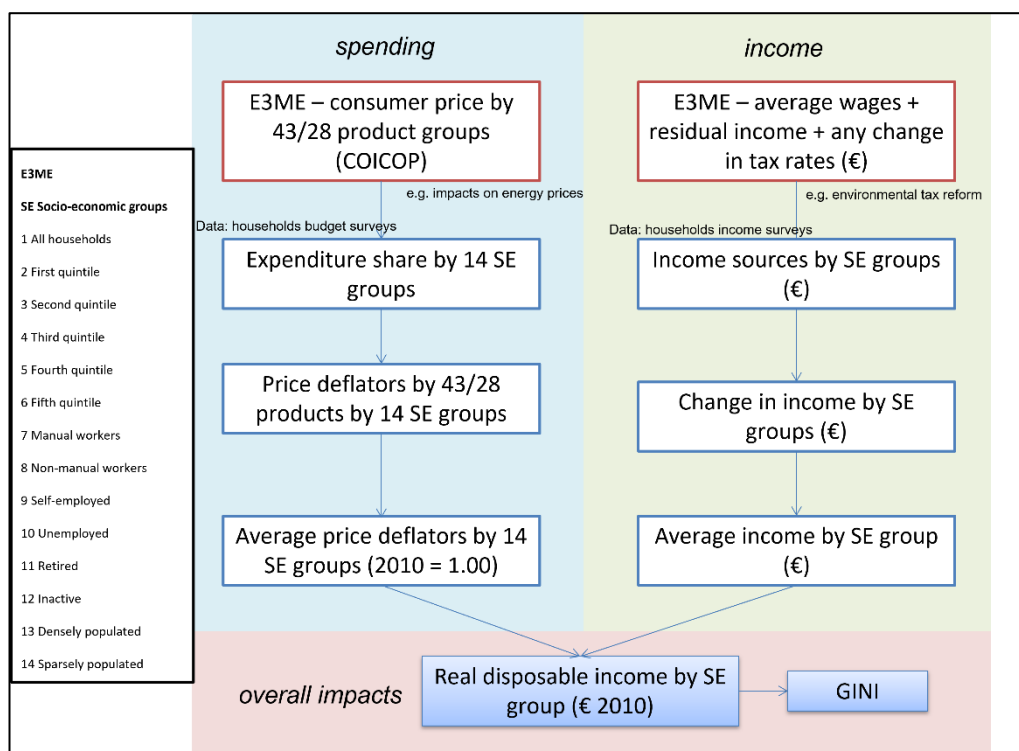 spending
income
E3ME – consumer price by
43/28 product groups
(COICOP)
E3ME – average wages +
residual income + any change
in tax rates (€)
e.g. impacts on energy prices
e.g. environmental tax reform
Data: households budget surveys
Data: households income surveys
Expenditure share by 14 SE
groups
Income sources by SE groups
(€)
Price deflators by 43/28
products by 14 SE groups
Change in income by SE
groups (€)
Average price deflators by 14
SE groups (2010 = 1.00)
Average income by SE group
(€)
overall impacts
Real disposable income by SE
group (€ 2010)
GINI
E3ME
SE Socio-economic groups
1 All households
2 First quintile
3 Second quintile
4 Third quintile
5 Fourth quintile
6 Fifth quintile
7 Manual workers
8 Non-manual workers
9 Self-employed
10 Unemployed
11 Retired
12 Inactive
13 Densely populated
14 Sparsely populated